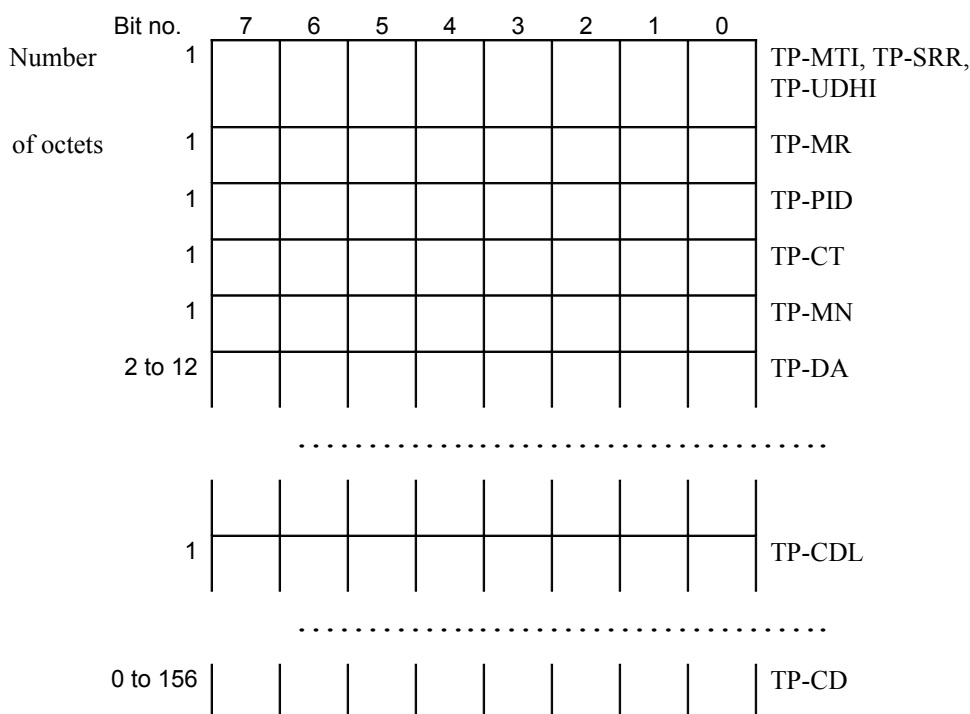 Bit no. 7 6 5 4 3 2 1 0
Number 1 TP-MTI, TP-SRR,
TP-UDHI
of octets 1 TP-MR
1 TP-PID
1 TP-CT
1 TP-MN
2 to 12 TP-DA
1 TP-CDL
0 to 156 TP-CD